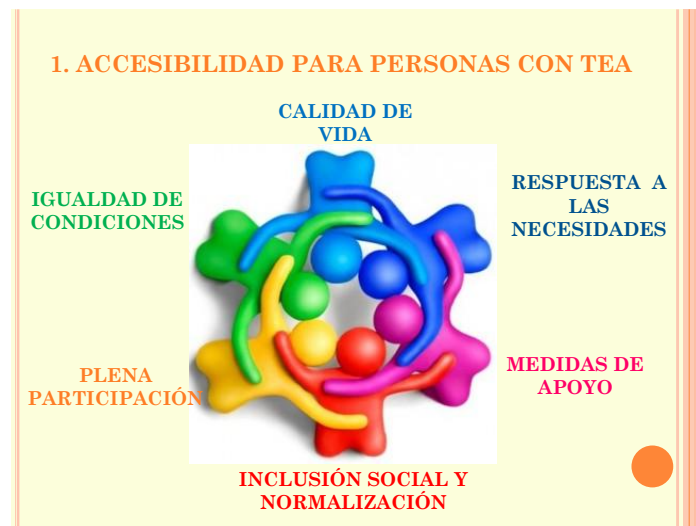 1. ACCESIBILIDAD PARA PERSONAS CON TEA
CALIDAD DE
VIDA
IGUALDAD DE
CONDICIONES
RESPUESTA A
LAS
NECESIDADES
PLENA
PARTICIPACIÓN
MEDIDAS DE
APOYO
INCLUSIÓN SOCIAL Y
NORMALIZACIÓN